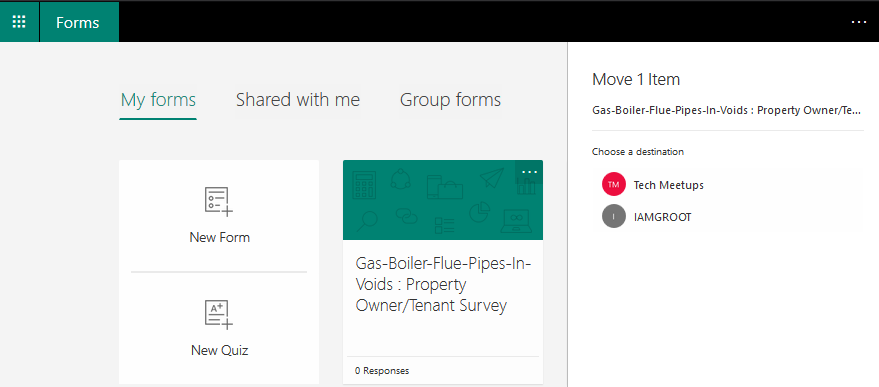 Forms
...
My forms Shared with me Group forms
New Form
A+
New Quiz
...
Gas-Boiler-Flue-Pipes-In-
Voids : Property
Owner/Tenant Survey
0 Responses
Move 1 Item
Gas-Boiler-Flue-Pipes-In-Voids : Property Owner/Te...
Choose a destination
TM Tech Meetups
I IAMGROOT